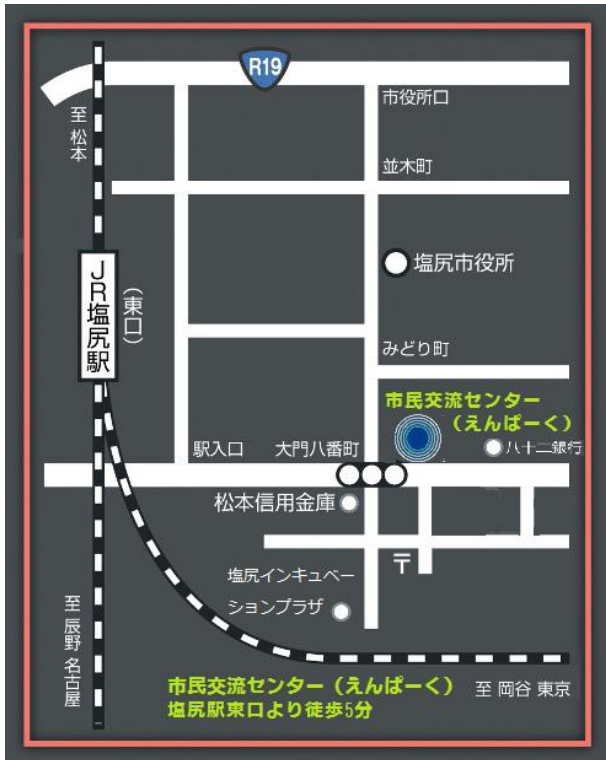 R19
市役所口
至 松本
並木町
塩尻市役所
JR塩尻駅
(東口)
みどり町
市民交流センター
(えんぱーく)
駅入口
大門八番町
八十二銀行
松本信用金庫
〒
塩尻インキュベー
ションプラザ
至 辰野 名古屋
市民交流センター(えんぱーく)
塩尻駅東口より徒歩5分
至 岡谷 東京